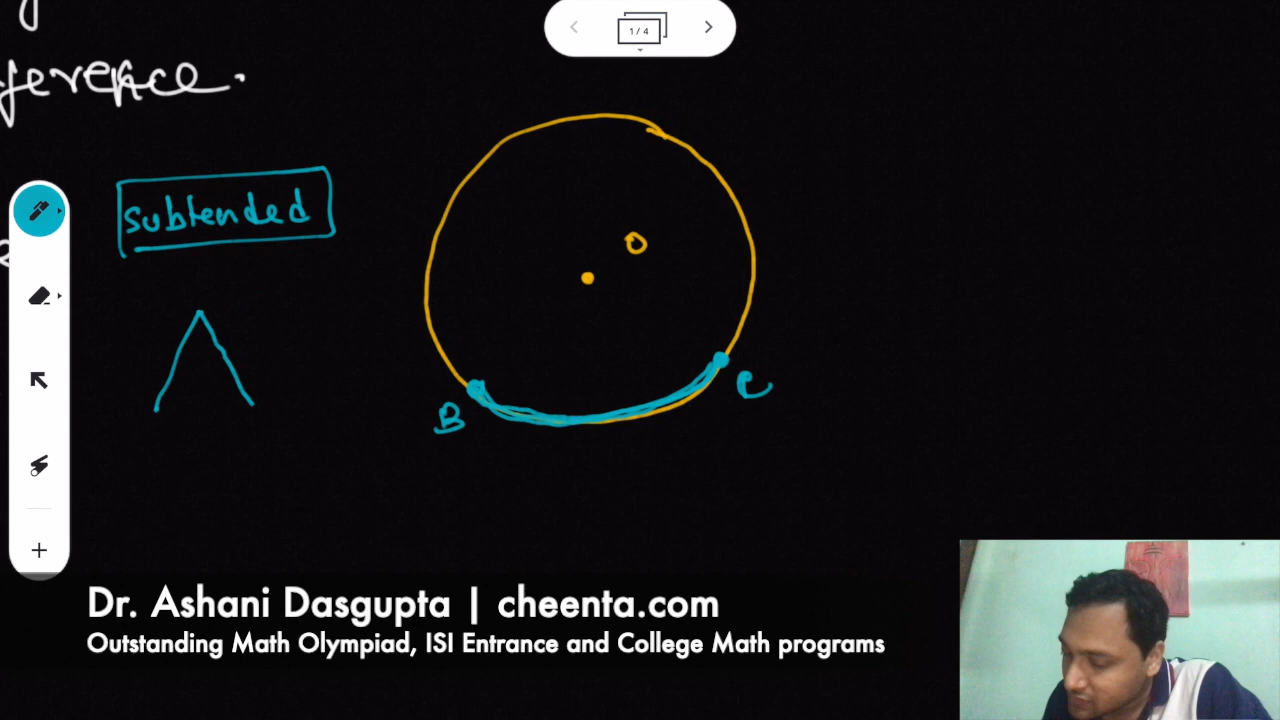 ference.
1 / 4
subtended
O
B
C
Dr. Ashani Dasgupta | cheenta.com
Outstanding Math Olympiad, ISI Entrance and College Math programs